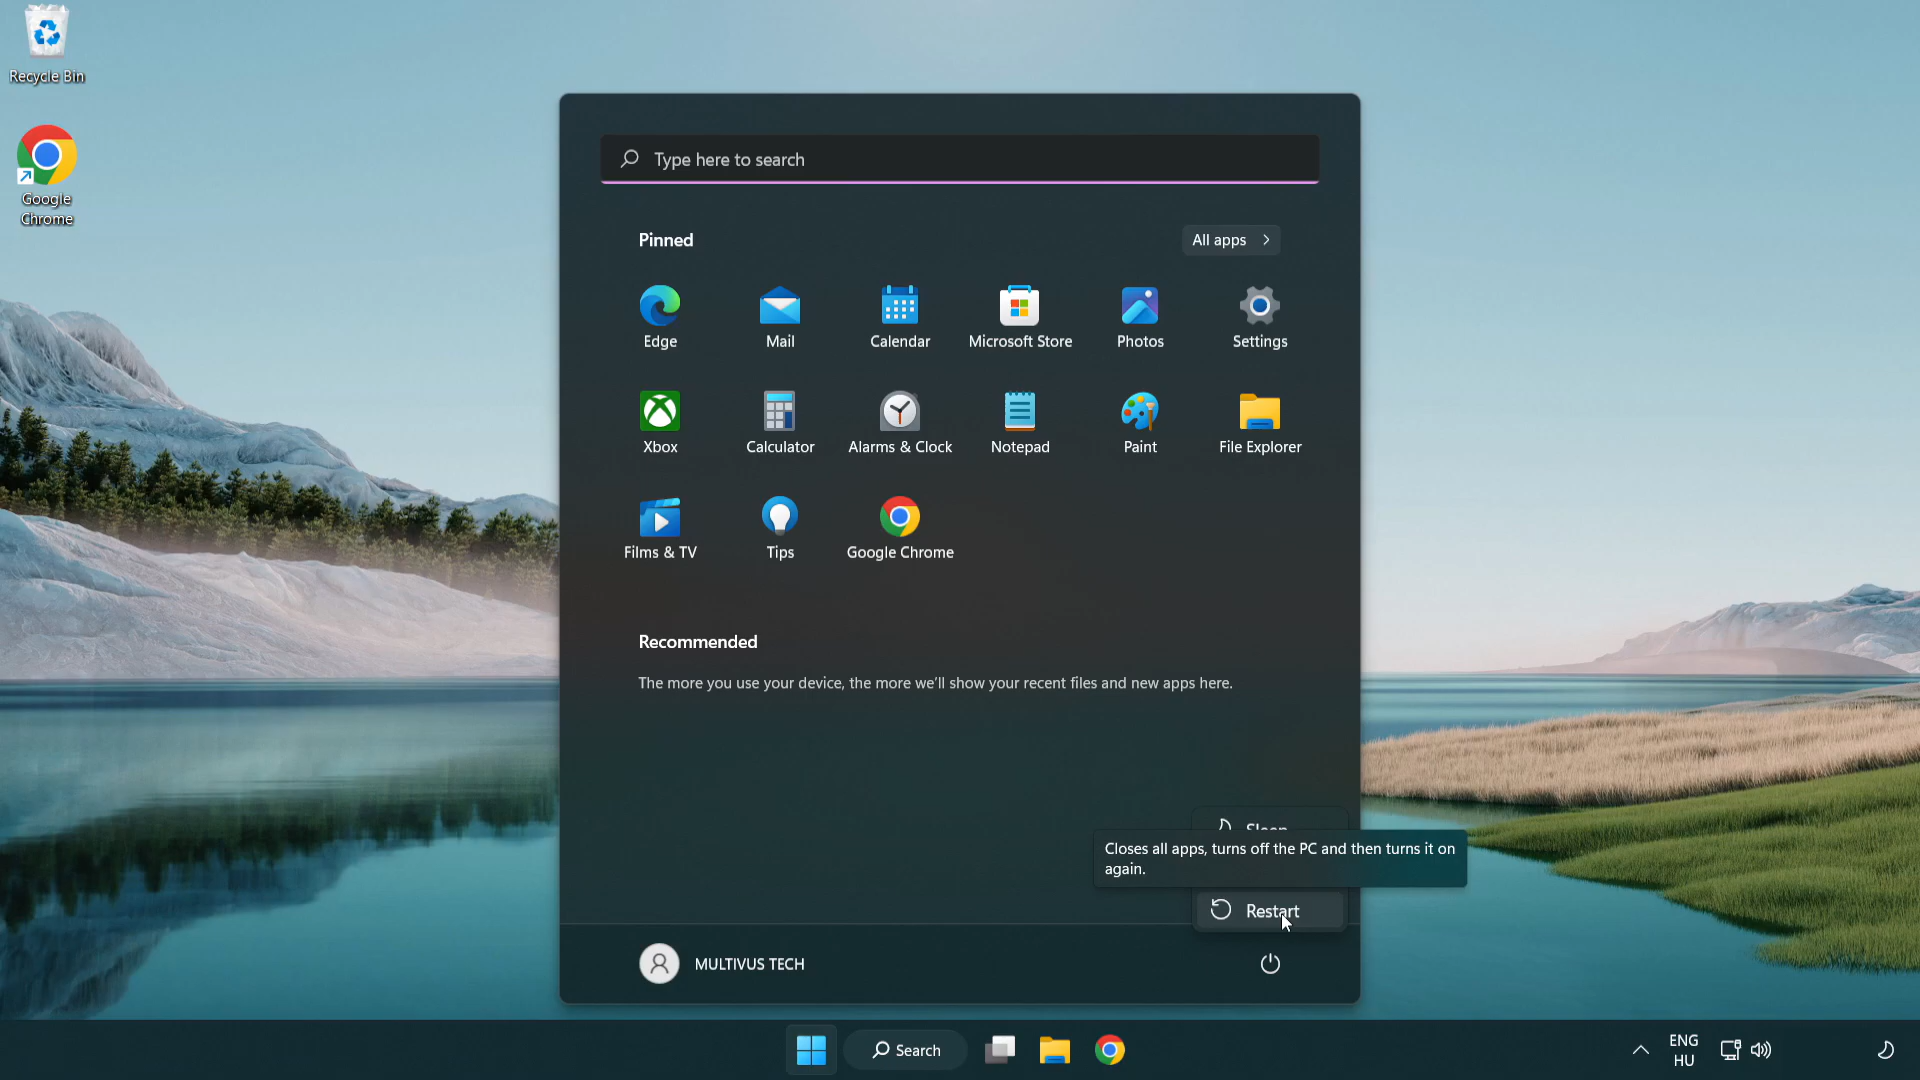 Recycle Bin
Google
Chrome
Type here to search
Pinned
All apps
Edge
Mail
Calendar
Microsoft Store
Photos
Settings
Xbox
Calculator
Alarms & Clock
Notepad
Paint
File Explorer
Films & TV
Tips
Google Chrome
Recommended
The more you use your device, the more we'll show your recent files and new apps here.
Sleep
Closes all apps, turns off the PC and then turns it on
again.
Restart
MULTIVUS TECH
Search
ENG
HU